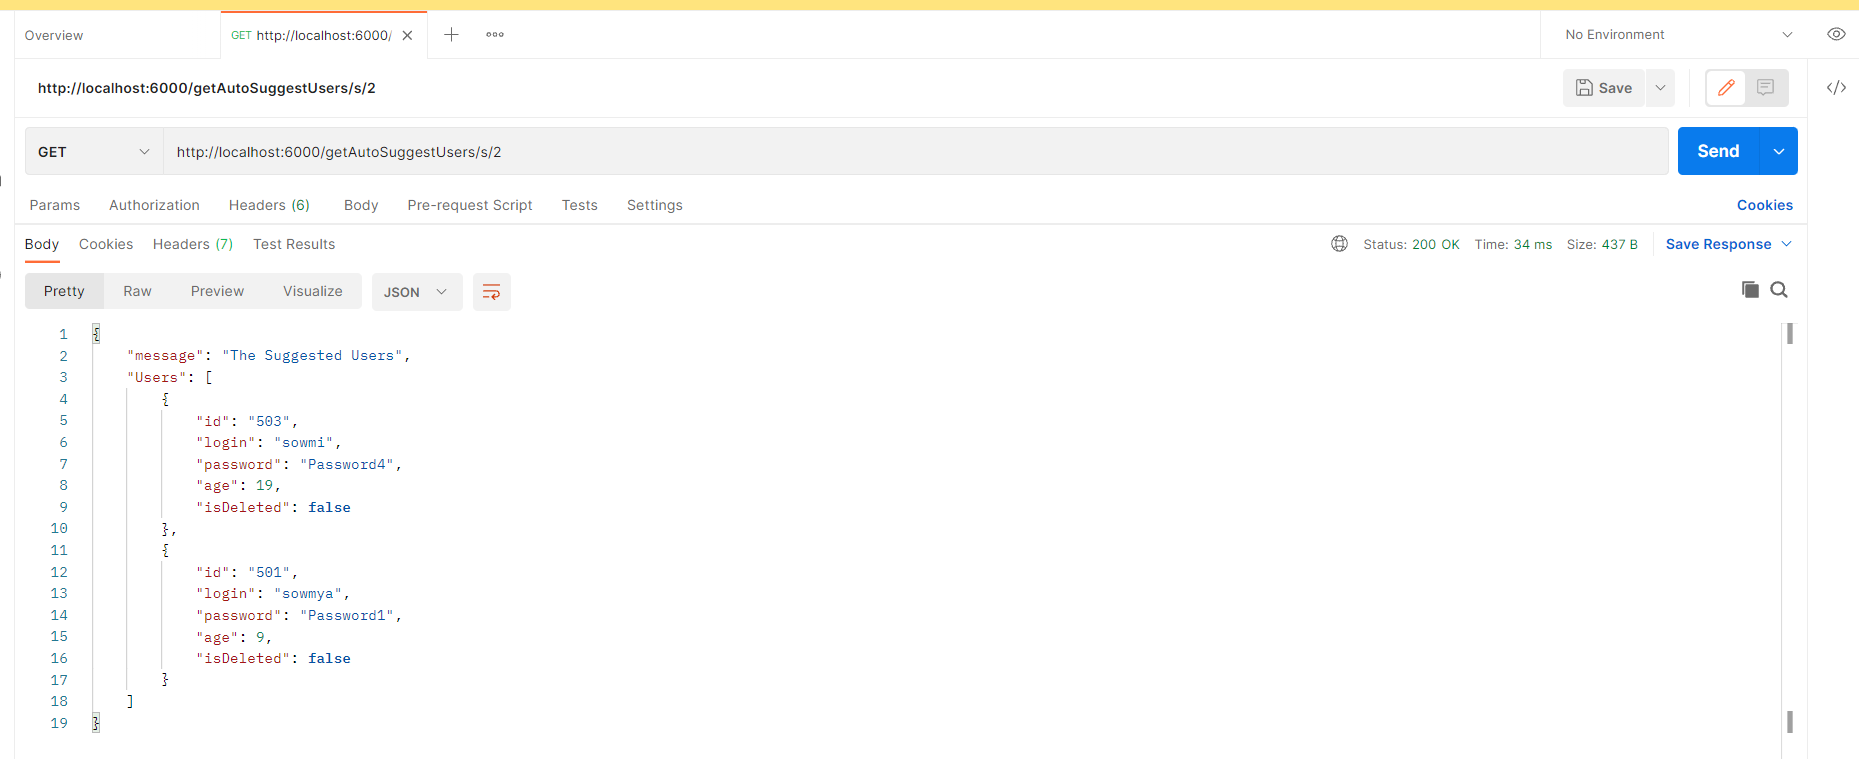 Overview
GET http://localhost:6000/
No Environment
http://localhost:6000/getAutoSuggestUsers/s/2
Save
GET
http://localhost:6000/getAutoSuggestUsers/s/2
Send
Params Authorization Headers (6) Body Pre-request Script Tests Settings
Cookies
Body Cookies Headers (7) Test Results
Status: 200 OK Time: 34 ms Size: 437 B Save Response
Pretty Raw Preview Visualize JSON
1 {
2 "message": "The Suggested Users",
3 "Users": [
4 {
5 "id": "503",
6 "login": "sowmi",
7 "password": "Password4",
8 "age": 19,
9 "isDeleted": false
10 },
11 {
12 "id": "501",
13 "login": "sowmya",
14 "password": "Password1",
15 "age": 9,
16 "isDeleted": false
17 }
18 ]
19 }